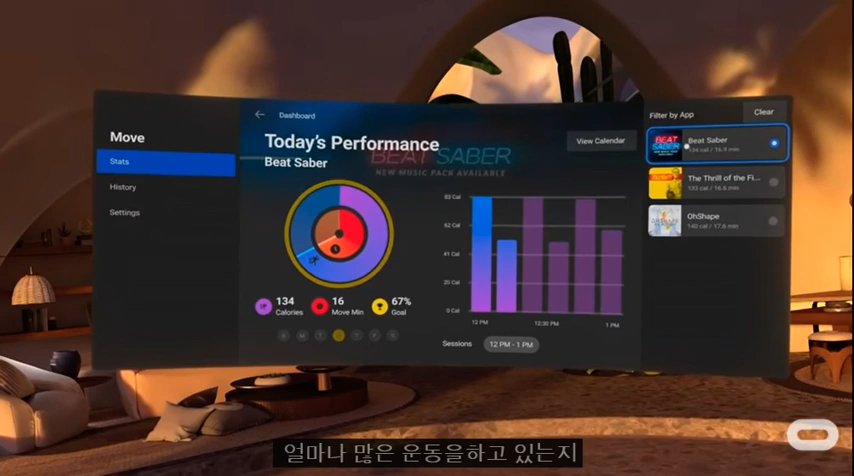 Move
Stats
History
Settings
Dashboard
Today's Performance
Beat Saber
BEAT SABER
NEW MUSIC PACK AVAILABLE
View Calendar
134
Calories
16
Move Min
67%
Goal
S M T T F S
83 Cal
62 Cal
41 Cal
20 Cal
0 Cal
12 PM
12:30 PM
1 PM
Sessions
12 PM - 1 PM
Filter by App
Clear
BEAT SABER
Beat Saber
134 cal / 16.9 min
The Thrill of the Fi...
133 cal / 16.6 min
OhShape
140 cal / 17.6 min
얼마나 많은 운동을하고 있는지